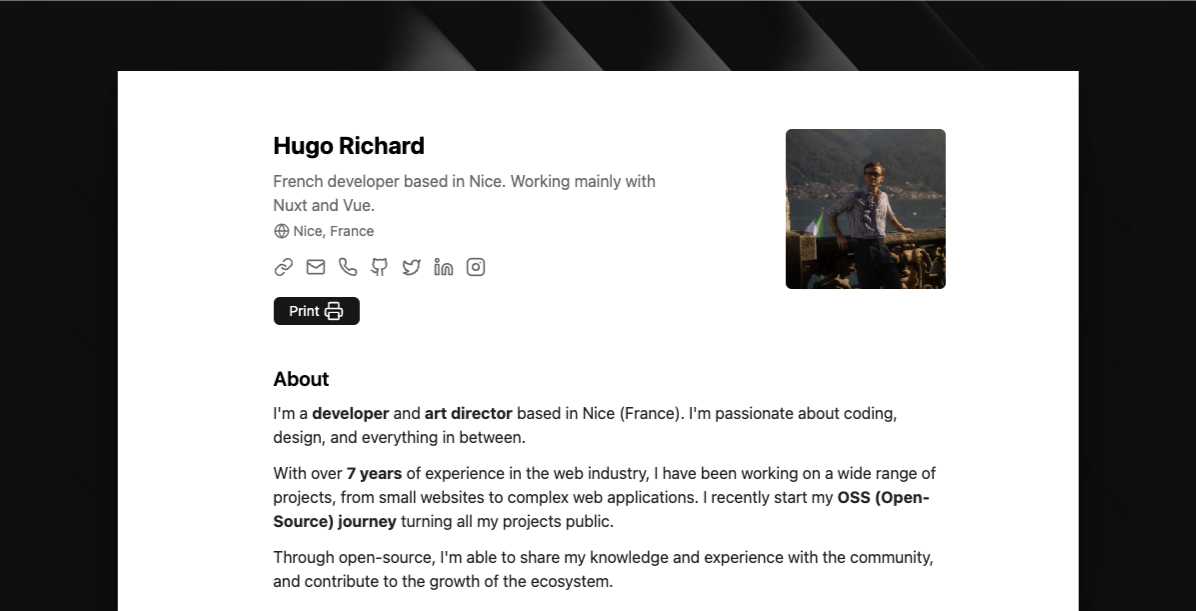 Hugo Richard
French developer based in Nice. Working mainly with
Nuxt and Vue.
Nice, France
Print
About
I'm a developer and art director based in Nice (France). I'm passionate about coding,
design, and everything in between.
With over 7 years of experience in the web industry, I have been working on a wide range of
projects, from small websites to complex web applications. I recently start my OSS (Open-
Source) journey turning all my projects public.
Through open-source, I'm able to share my knowledge and experience with the community,
and contribute to the growth of the ecosystem.